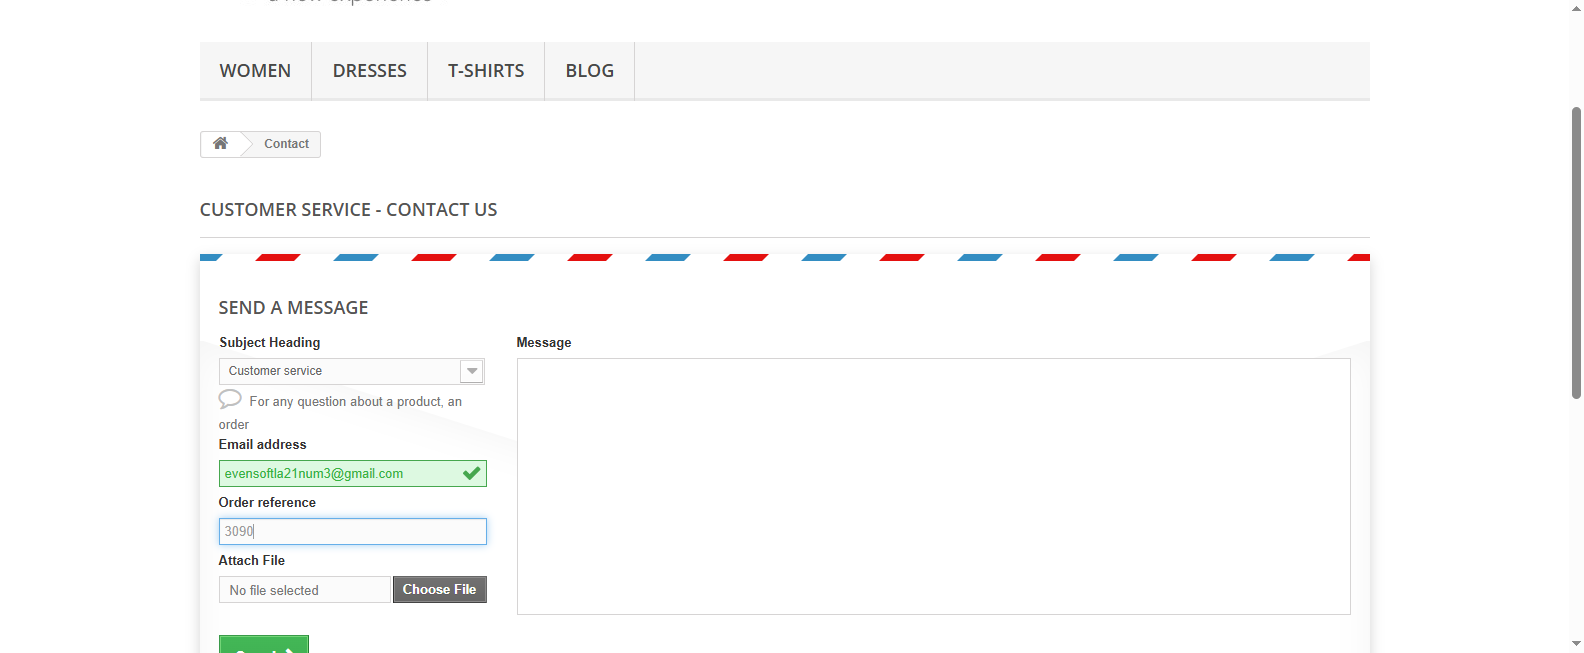 a new experience
WOMEN
DRESSES
T-SHIRTS
BLOG
Contact
CUSTOMER SERVICE - CONTACT US
SEND A MESSAGE
Subject Heading
Customer service
For any question about a product, an
order
Email address
evensoftla21num3@gmail.com
Order reference
3090
Attach File
No file selected
Choose File
Message